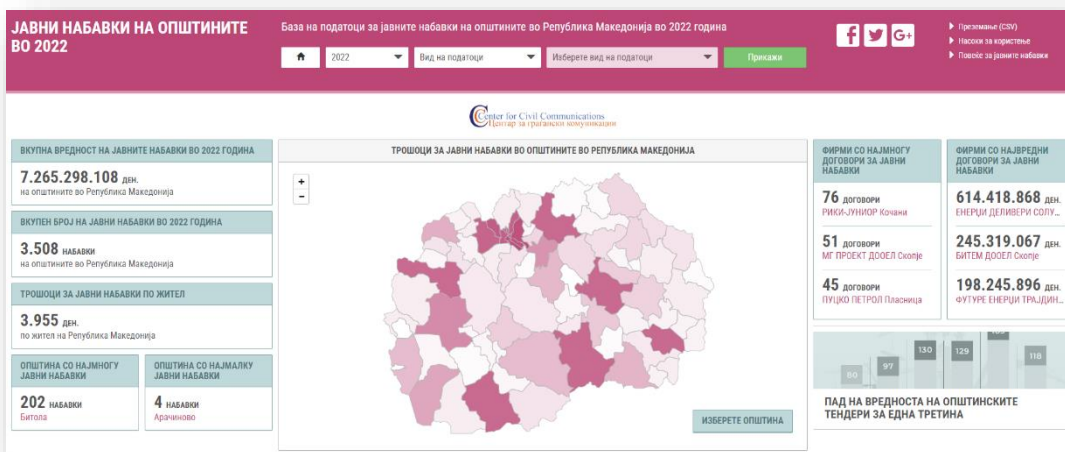 ЈАВНИ НАБАВКИ НА ОПШТИНИТЕ
ВО 2022
База на податоци за јавните набавки на општините во Република Македонија во 2022 година
2022
Вид на податоци
Изберете вид на податоци
Прикажи
f
G+
Преземање (CSV)
Насоки за користење
Повеќе за јавните набавки
Center for Civil Communications
Центар за граѓански комуникации
ВКУПНА ВРЕДНОСТ НА ЈАВНИТЕ НАБАВКИ ВО 2022 ГОДИНА
7.265.298.108 ДЕН.
на општините во Република Македонија
ВКУПЕН БРОЈ НА ЈАВНИ НАБАВКИ ВО 2022 ГОДИНА
3.508 НАБАВКИ
на општините во Република Македонија
ТРОШОЦИ ЗА ЈАВНИ НАБАВКИ ПО ЖИТЕЛ
3.955 ДЕН.
по жител на Република Македонија
ОПШТИНА СО НАЈМНОГУ
ЈАВНИ НАБАВКИ
202 НАБАВКИ
Битола
ОПШТИНА СО НАЈМАЛКУ
ЈАВНИ НАБАВКИ
4 НАБАВКИ
Арачиново
ТРОШОЦИ ЗА ЈАВНИ НАБАВКИ ВО ОПШТИНИТЕ ВО РЕПУБЛИКА МАКЕДОНИЈА
+
−
ИЗБЕРЕТЕ ОПШТИНА
ФИРМИ СО НАЈМНОГУ
ДОГОВОРИ ЗА ЈАВНИ
НАБАВКИ
76 ДОГОВОРИ
РИКИ-ЈУНИОР Кочани
51 ДОГОВОРИ
МГ ПРОЕКТ ДООЕЛ Скопје
45 ДОГОВОРИ
ПУЦКО ПЕТРОЛ Пласница
ФИРМИ СО НАЈВРЕДНИ
ДОГОВОРИ ЗА ЈАВНИ
НАБАВКИ
614.418.868 ДЕН.
ЕНЕРЏИ ДЕЛИВЕРИ СОЛУ...
245.319.067 ДЕН.
БИТЕМ ДООЕЛ Скопје
198.245.896 ДЕН.
ФУТУРЕ ЕНЕРЏИ ТРАЈДИН...
80
97
130
129
118
ПАД НА ВРЕДНОСТА НА ОПШТИНСКИТЕ
ТЕНДЕРИ ЗА ЕДНА ТРЕТИНА